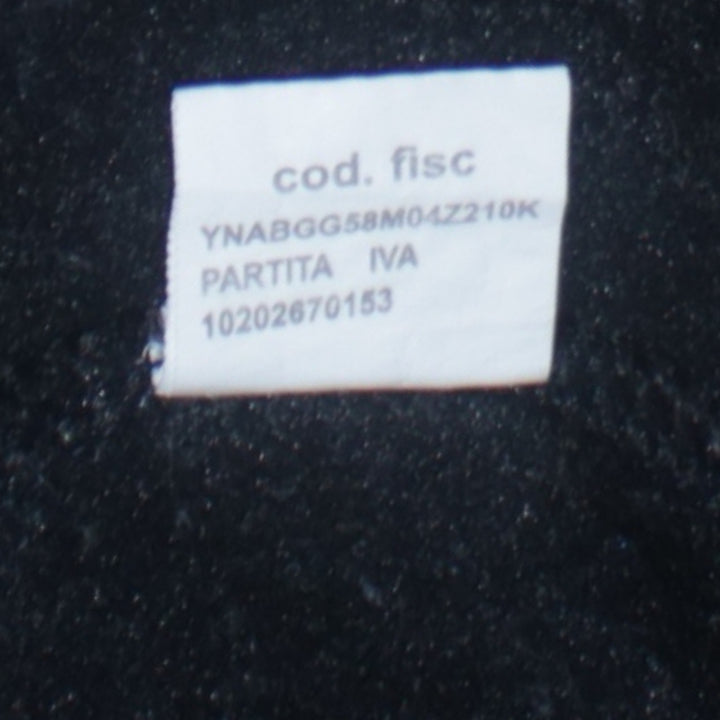 cod. fisc
YNABGG58M04Z210K
PARTITA IVA
10202670153